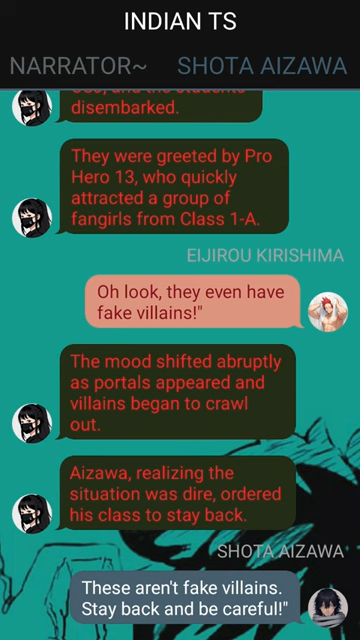 INDIAN TS
NARRATOR~ SHOTA AIZAWA
disembarked.
They were greeted by Pro
Hero 13, who quickly
attracted a group of
fangirls from Class 1-A.
EIJIROU KIRISHIMA
Oh look, they even have
fake villains!"
The mood shifted abruptly
as portals appeared and
villains began to crawl
out.
Aizawa, realizing the
situation was dire, ordered
his class to stay back.
SHOTA AIZAWA
These aren't fake villains.
Stay back and be careful!"